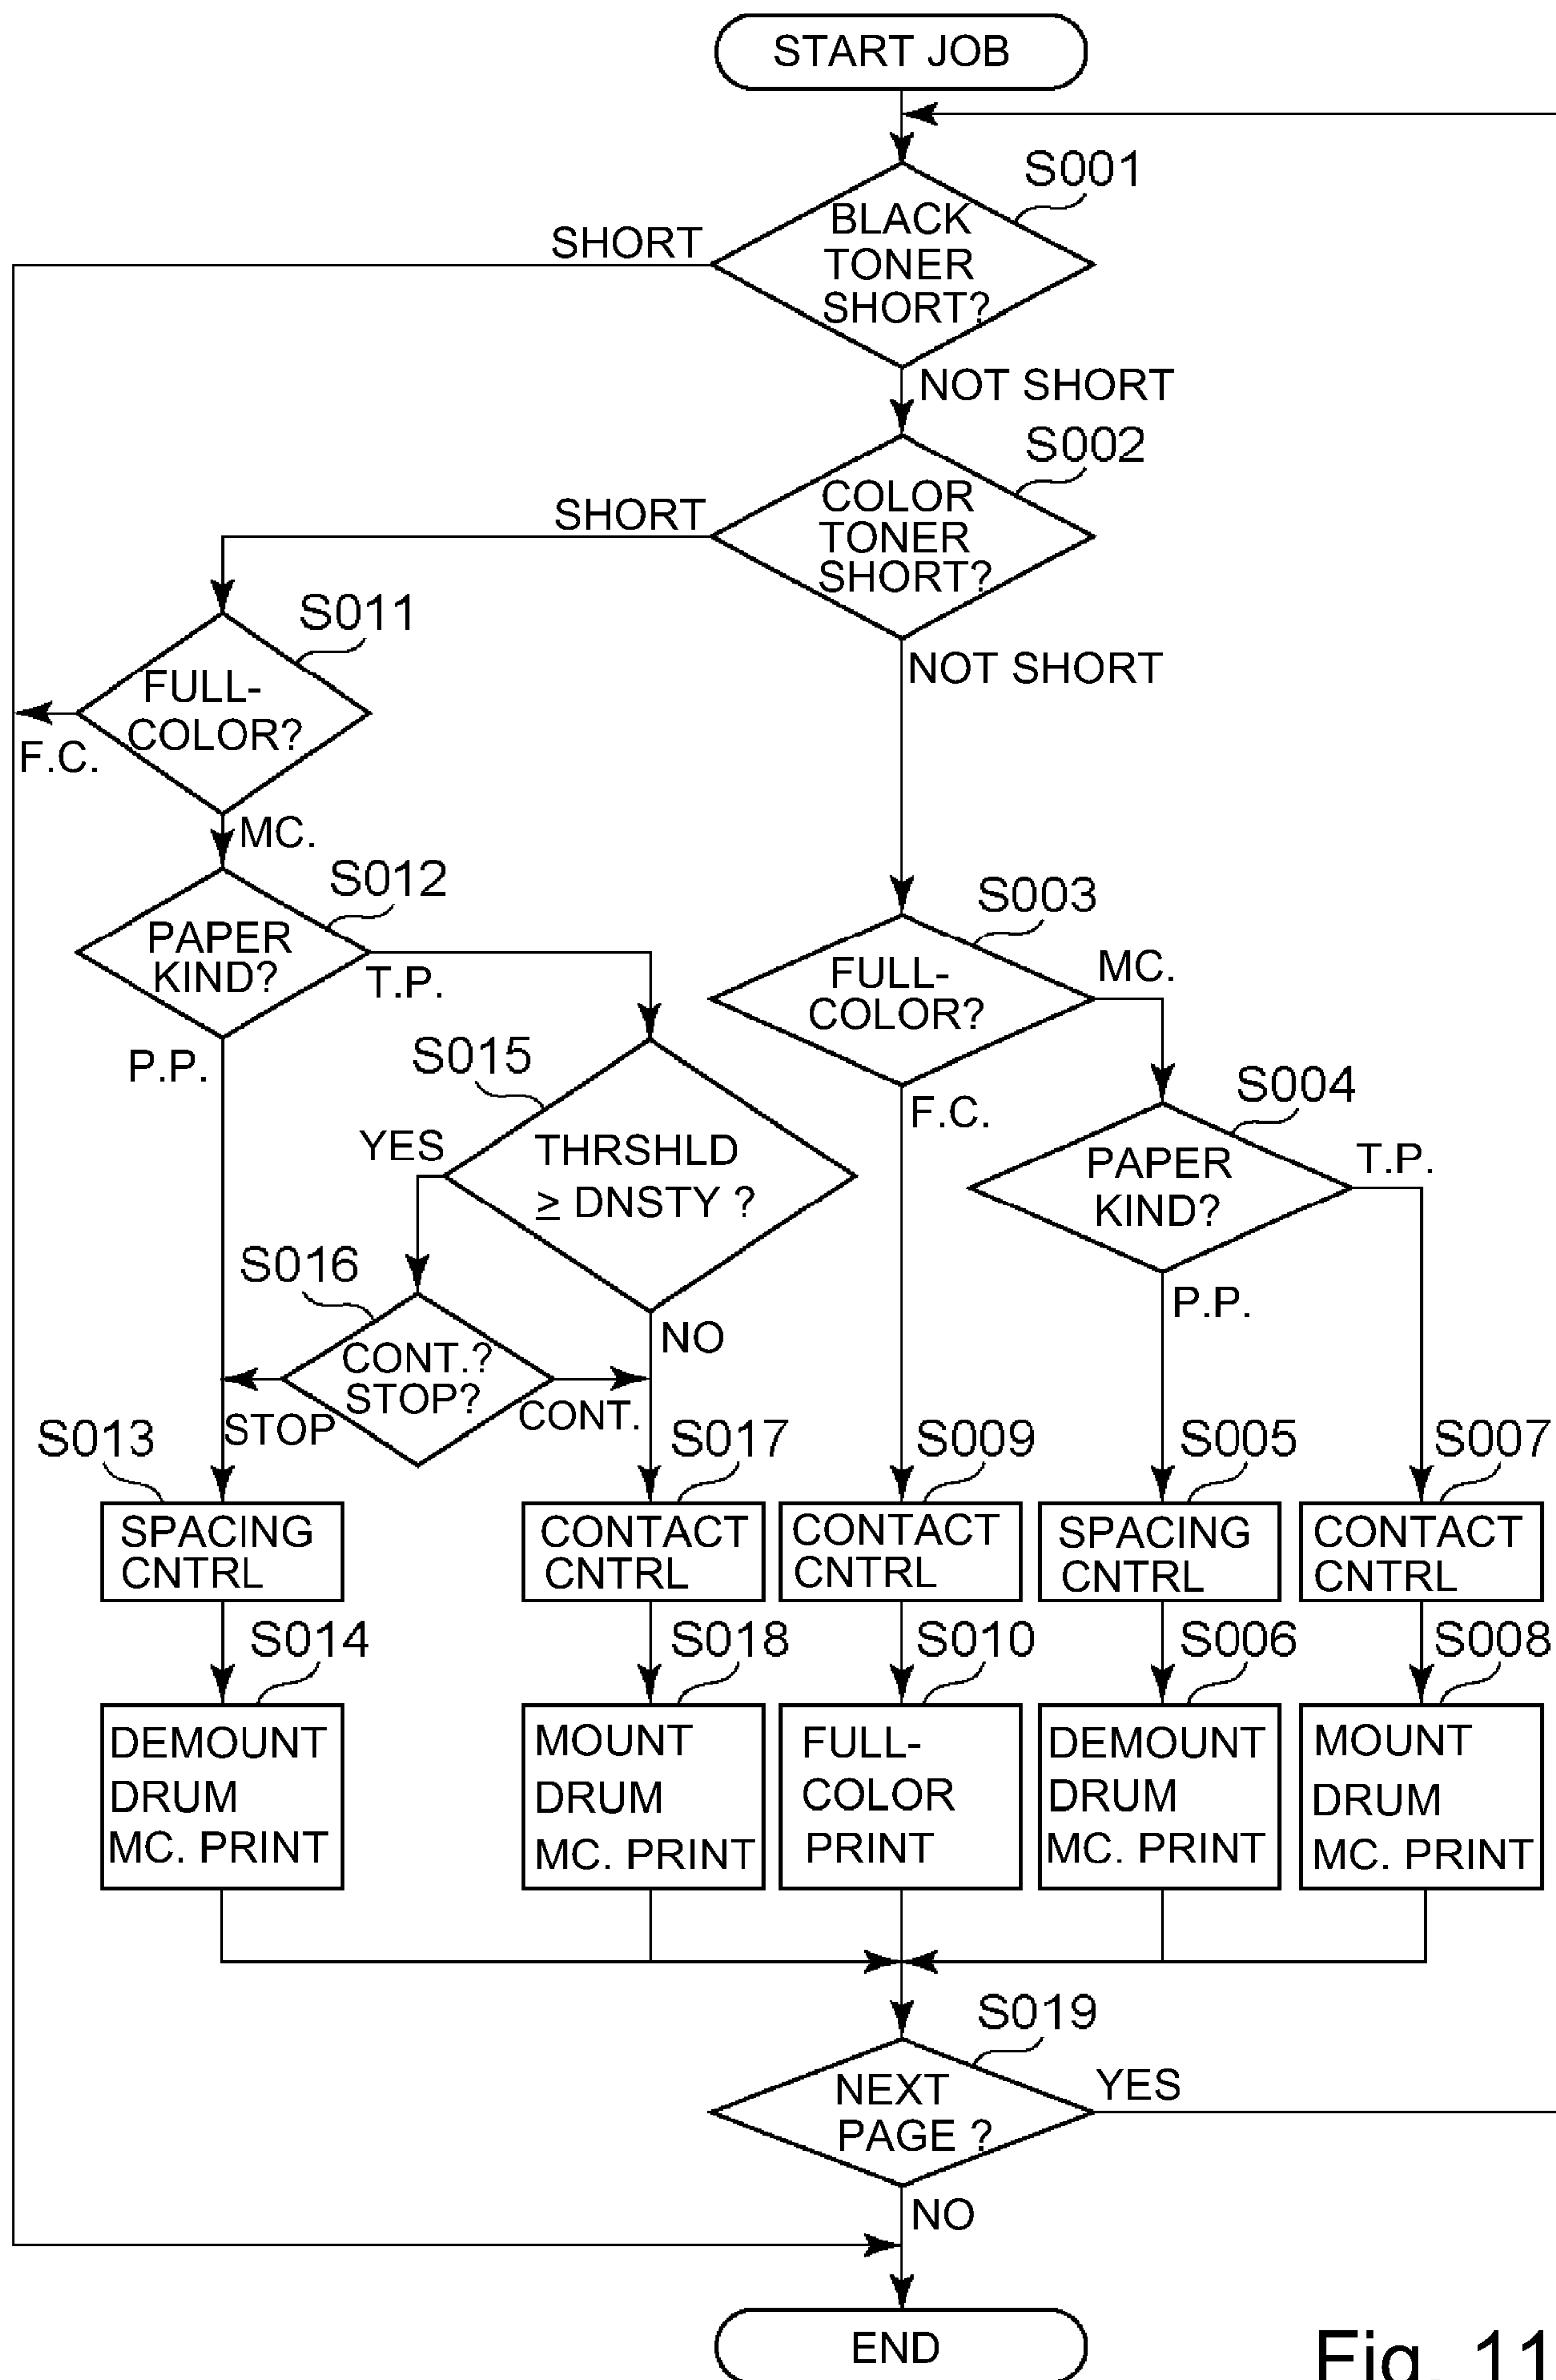 START JOB
S001
BLACK
TONER
SHORT?
SHORT
NOT SHORT
S002
COLOR
TONER
SHORT?
SHORT
NOT SHORT
S011
FULL-
COLOR?
F.C.
MC.
S012
PAPER
KIND?
T.P.
P.P.
S003
FULL-
COLOR?
MC.
F.C.
S015
THRSHLD
≥ DNSTY ?
YES
NO
S004
PAPER
KIND?
T.P.
P.P.
S016
CONT.?
STOP?
STOP
CONT.
S013
SPACING
CNTRL
S017
CONTACT
CNTRL
S009
CONTACT
CNTRL
S005
SPACING
CNTRL
S007
CONTACT
CNTRL
S014
DEMOUNT
DRUM
MC. PRINT
S018
MOUNT
DRUM
MC. PRINT
S010
FULL-
COLOR
PRINT
S006
DEMOUNT
DRUM
MC. PRINT
S008
MOUNT
DRUM
MC. PRINT
S019
NEXT
PAGE ?
YES
NO
END
Fig. 11